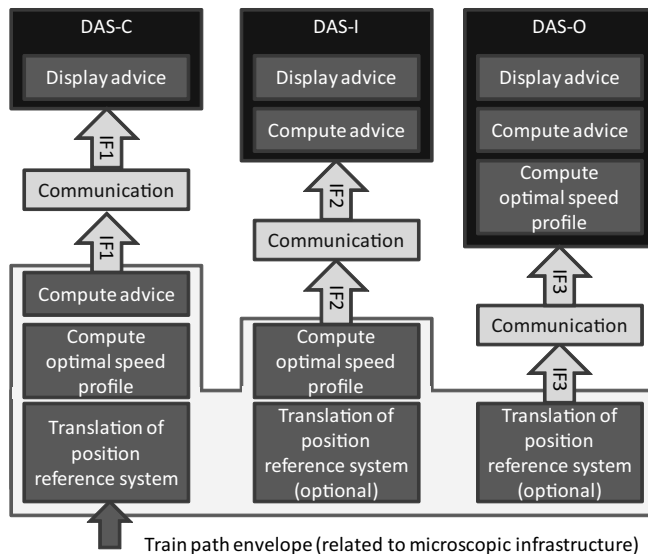 DAS-C
Display advice
IF1
Communication
IF1
Compute advice
Compute
optimal speed
profile
Translation of
position
reference system
DAS-I
Display advice
Compute advice
IF2
Communication
IF2
Compute
optimal speed
profile
Translation of
position
reference system
(optional)
DAS-O
Display advice
Compute advice
Compute
optimal speed
profile
IF3
Communication
IF3
Translation of
position
reference system
(optional)
Train path envelope (related to microscopic infrastructure)